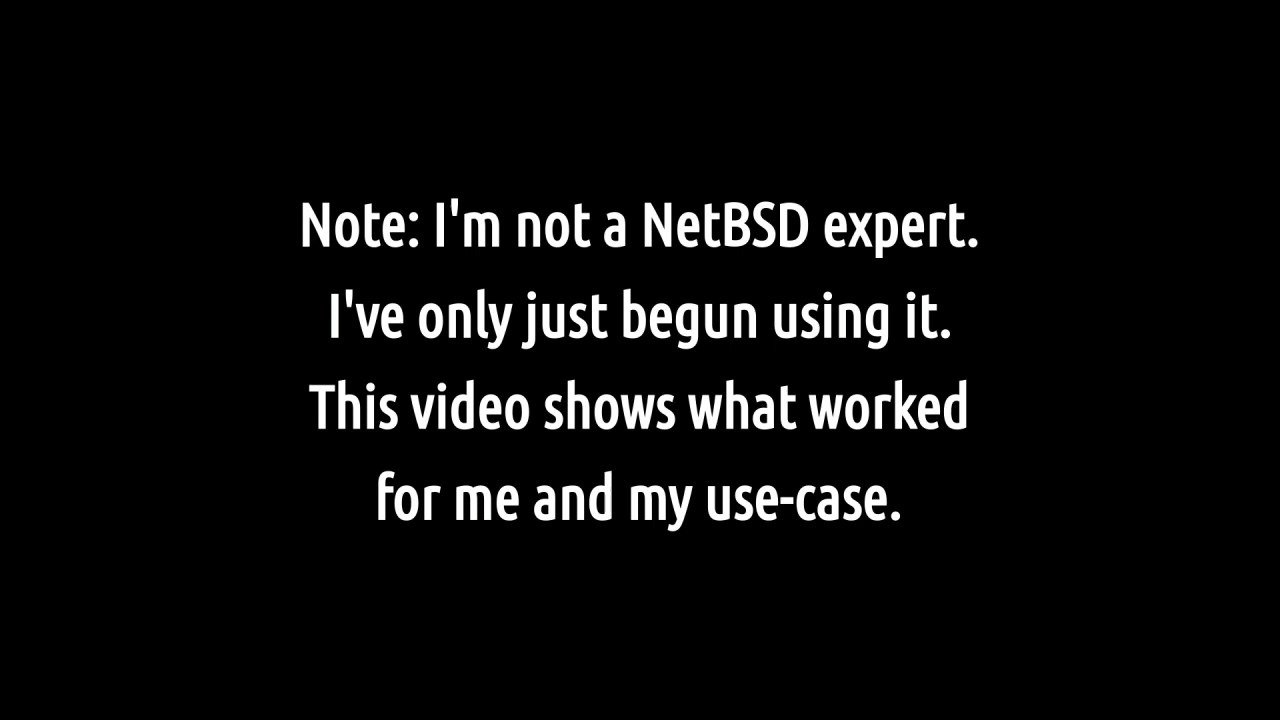 Note: I'm not a NetBSD expert.
I've only just begun using it.
This video shows what worked
for me and my use-case.